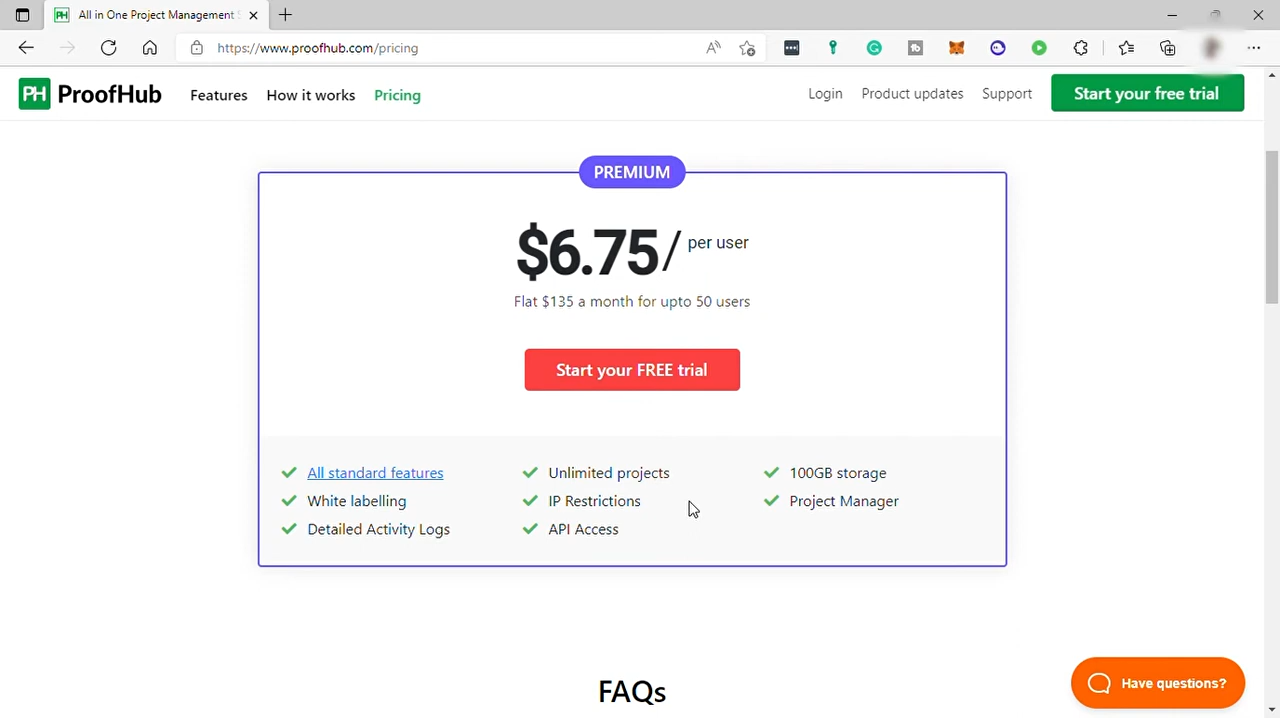 All in One Project Management
https://www.proofhub.com/pricing
PH ProofHub
Features
How it works
Pricing
Login
Product updates
Support
Start your free trial
PREMIUM
$6.75/ per user
Flat $135 a month for upto 50 users
Start your FREE trial
All standard features
Unlimited projects
100GB storage
White labelling
IP Restrictions
Project Manager
Detailed Activity Logs
API Access
FAQs
Have questions?